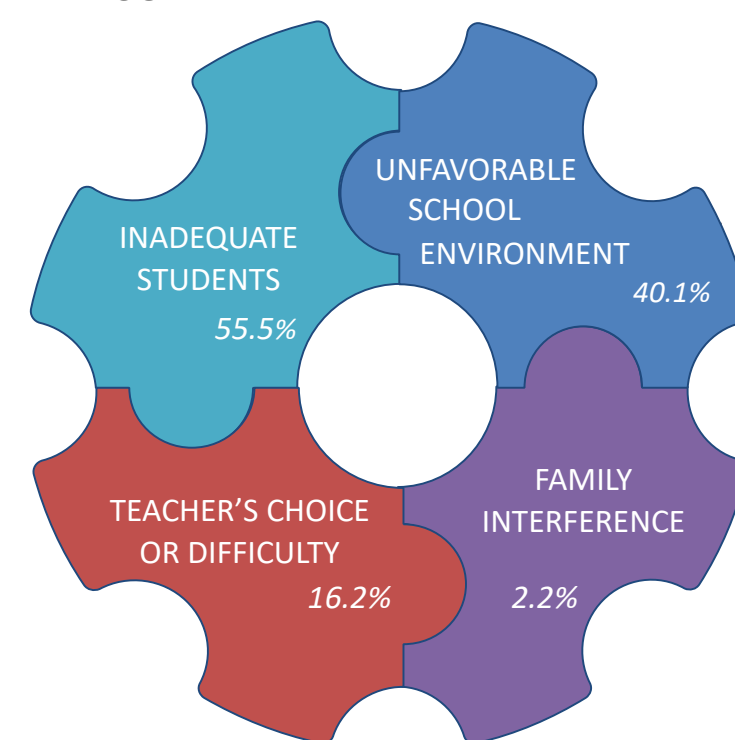 INADEQUATE
STUDENTS
55.5%
UNFAVORABLE
SCHOOL
ENVIRONMENT
40.1%
TEACHER’S CHOICE
OR DIFFICULTY
16.2%
FAMILY
INTERFERENCE
2.2%